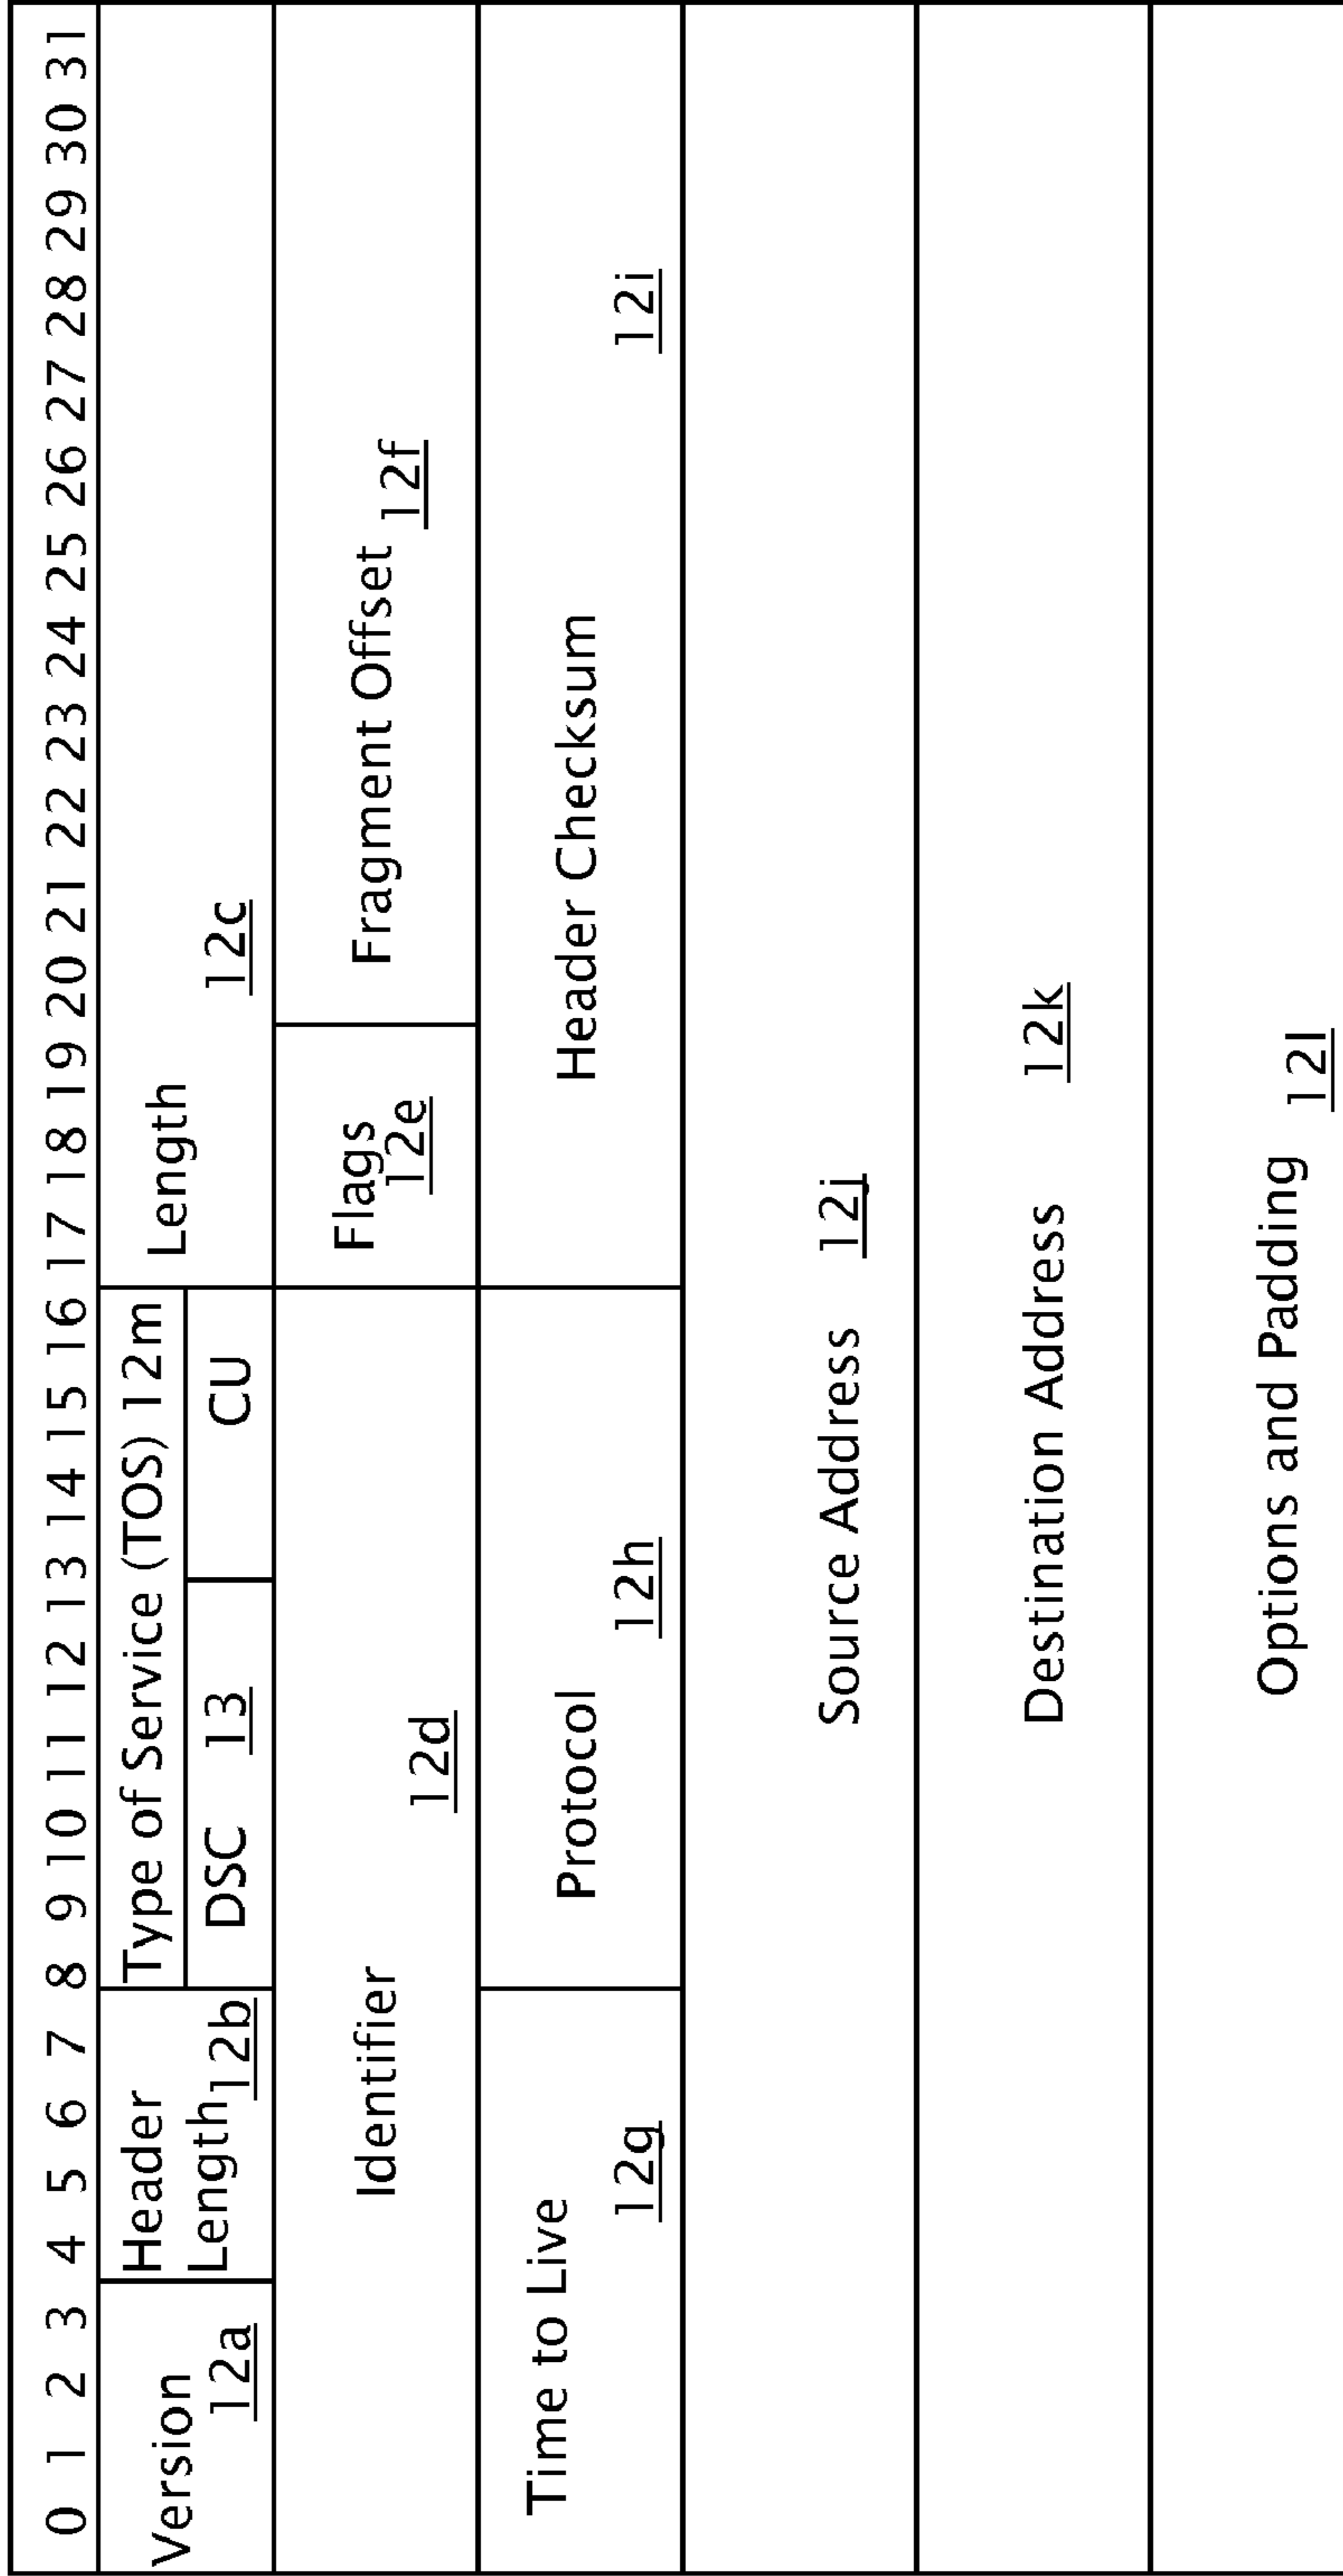 0 1 2 3 4 5 6 7 8 9 10 11 12 13 14 15 16 17 18 19 20 21 22 23 24 25 26 27 28 29 30 31
Version
12a
Header
Length 12b
Type of Service (TOS) 12m
DSC 13
CU
Length
12c
Identifier
12d
Flags
12e
Fragment Offset 12f
Time to Live
12g
Protocol
12h
Header Checksum
12i
Source Address 12j
Destination Address 12k
Options and Padding 12l